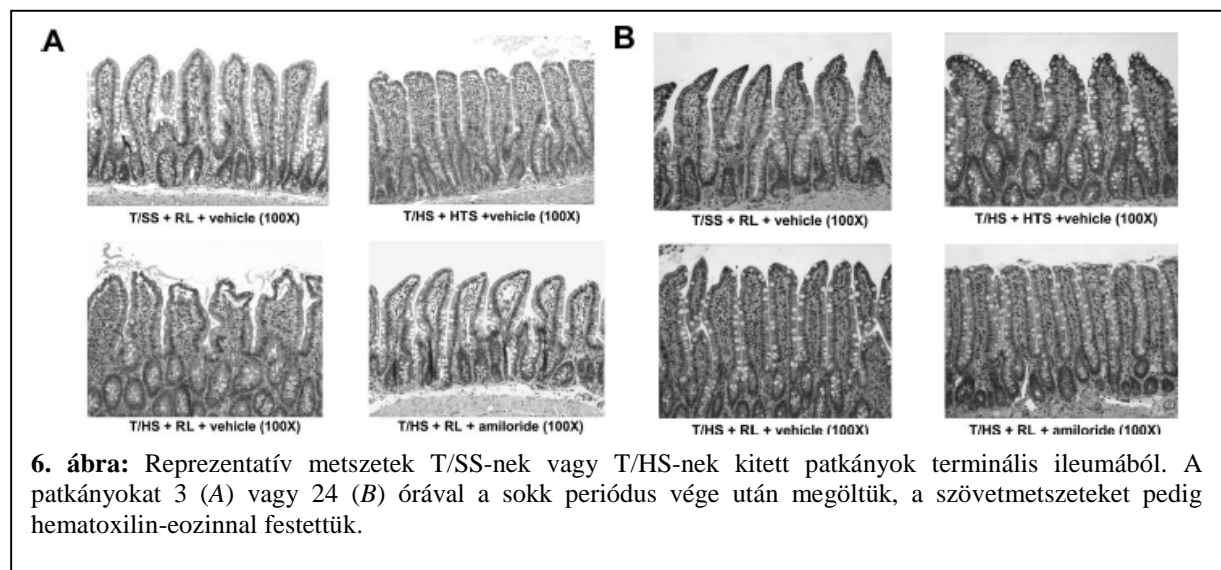 A
B
T/SS + RL + vehicle (100X)
T/HS + HTS +vehicle (100X)
T/SS + RL + vehicle (100X)
T/HS + HTS +vehicle (100X)
T/HS + RL + vehicle (100X)
T/HS + RL + amiloride (100X)
T/HS + RL + vehicle (100X)
T/HS + RL + amiloride (100X)
6. ábra: Reprezentatív metszetek T/SS-nek vagy T/HS-nek kitett patkányok terminális ileumából. A
patkányokat 3 (A) vagy 24 (B) órával a sokk periódus vége után megöltük, a szövetmetszeteket pedig
hematoxilin-eozinnal festettük.